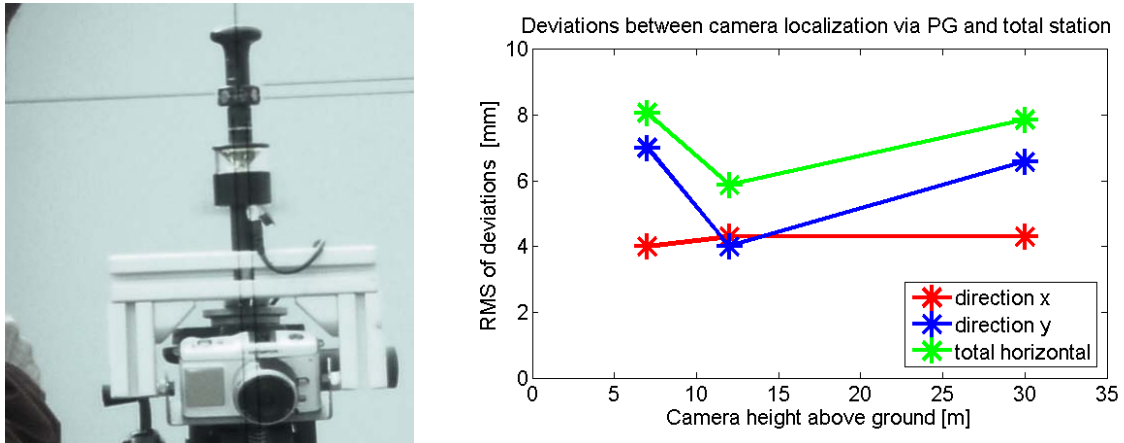 Deviations between camera localization via PG and total station
10
8
6
4
2
0
RMS of deviations [mm]
direction x
direction y
total horizontal
0 5 10 15 20 25 30 35
Camera height above ground [m]